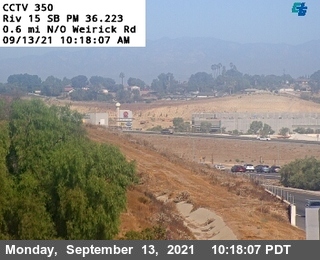 CCTV 350
Riv 15 SB PM 36.223
0.6 mi N/O Weirick Rd
09/13/21 10:18:07 AM
Monday, September 13, 2021 10:18:07 PDT